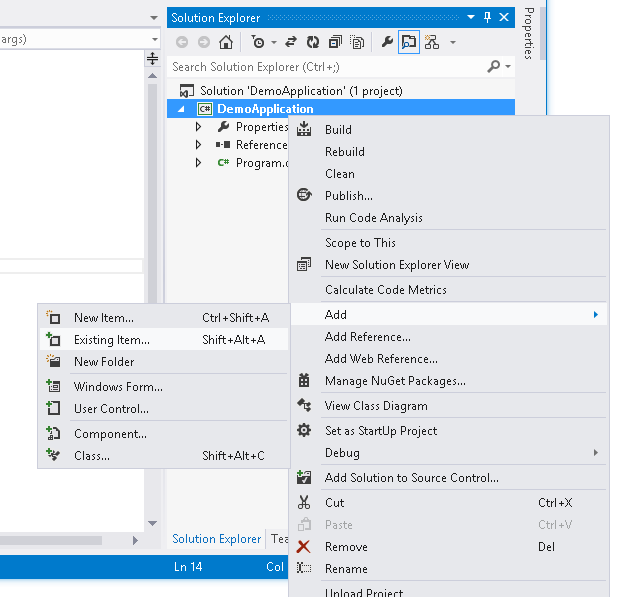 Solution Explorer
Properties
args)
Search Solution Explorer (Ctrl+;)
Solution 'DemoApplication' (1 project)
C# DemoApplication
Properties
Reference
C# Program.c
Build
Rebuild
Clean
Publish...
Run Code Analysis
Scope to This
New Solution Explorer View
Calculate Code Metrics
Add
Add Reference...
Add Web Reference...
Manage NuGet Packages...
View Class Diagram
Set as StartUp Project
Debug
Add Solution to Source Control...
Cut Ctrl+X
Paste Ctrl+V
Remove Del
Rename
Unload Project
New Item... Ctrl+Shift+A
Existing Item... Shift+Alt+A
New Folder
Windows Form...
User Control...
Component...
Class... Shift+Alt+C
Solution Explorer Tea
Ln 14 Col